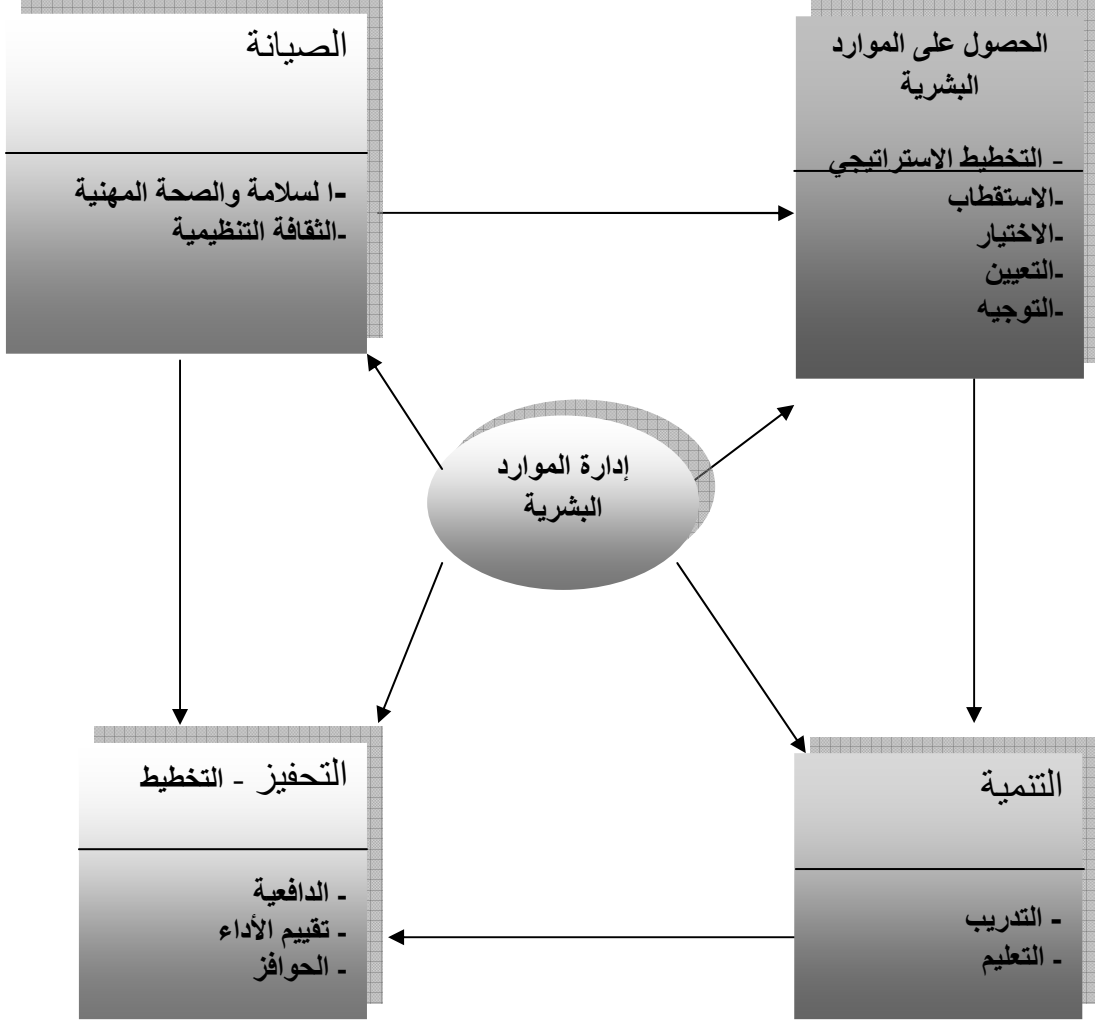 الحصول على الموارد
البشرية
- التخطيط الاستراتيجي
-الاستقطاب
-الاختيار
-التعيين
-التوجيه
الصيانة
-ا لسلامة والصحة المهنية
-الثقافة التنظيمية
إدارة الموارد
البشرية
التنمية
- التدريب
- التعليم
التحفيز - التخطيط
- الدافعية
- تقييم الأداء
- الحوافز